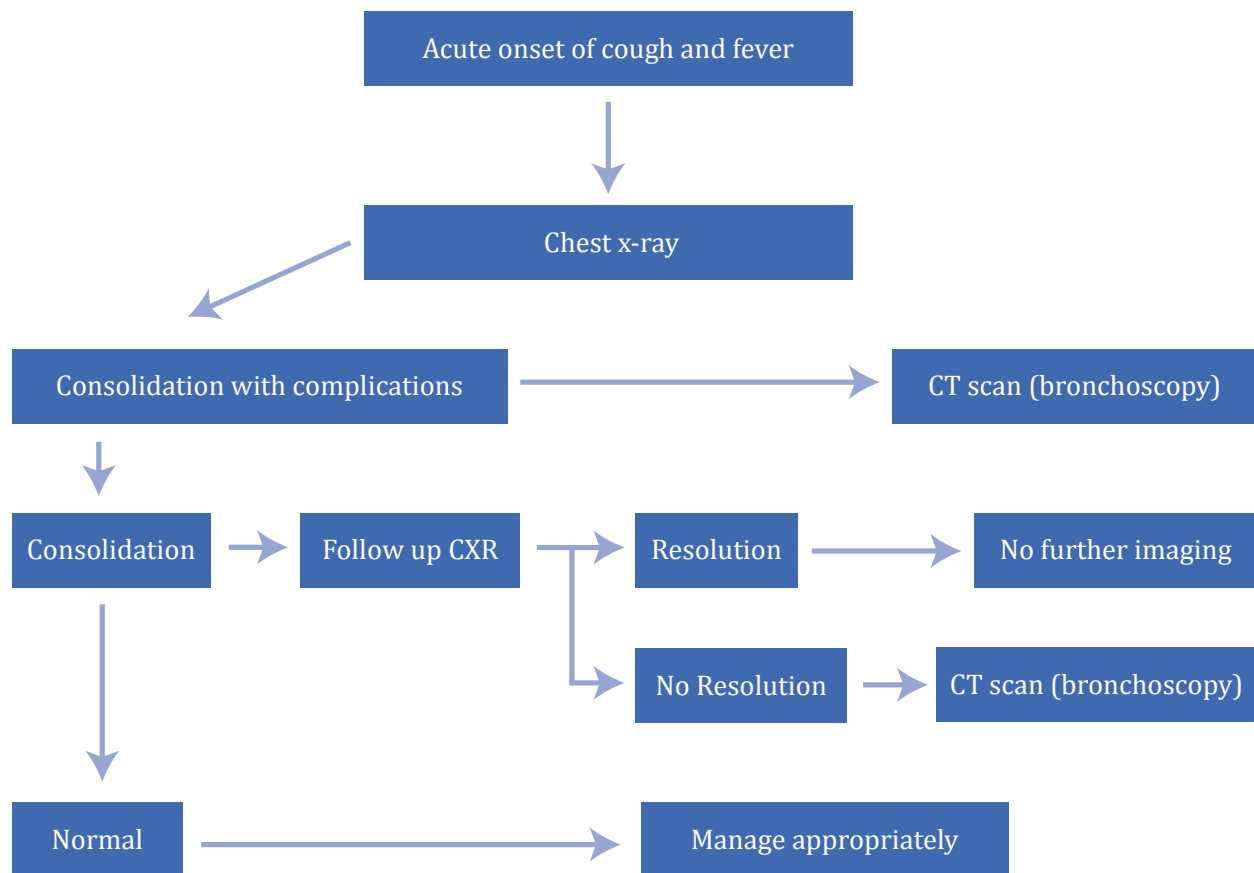 Acute onset of cough and fever
Chest x-ray
Consolidation with complications
CT scan (bronchoscopy)
Consolidation
Follow up CXR
Resolution
No further imaging
No Resolution
CT scan (bronchoscopy)
Normal
Manage appropriately